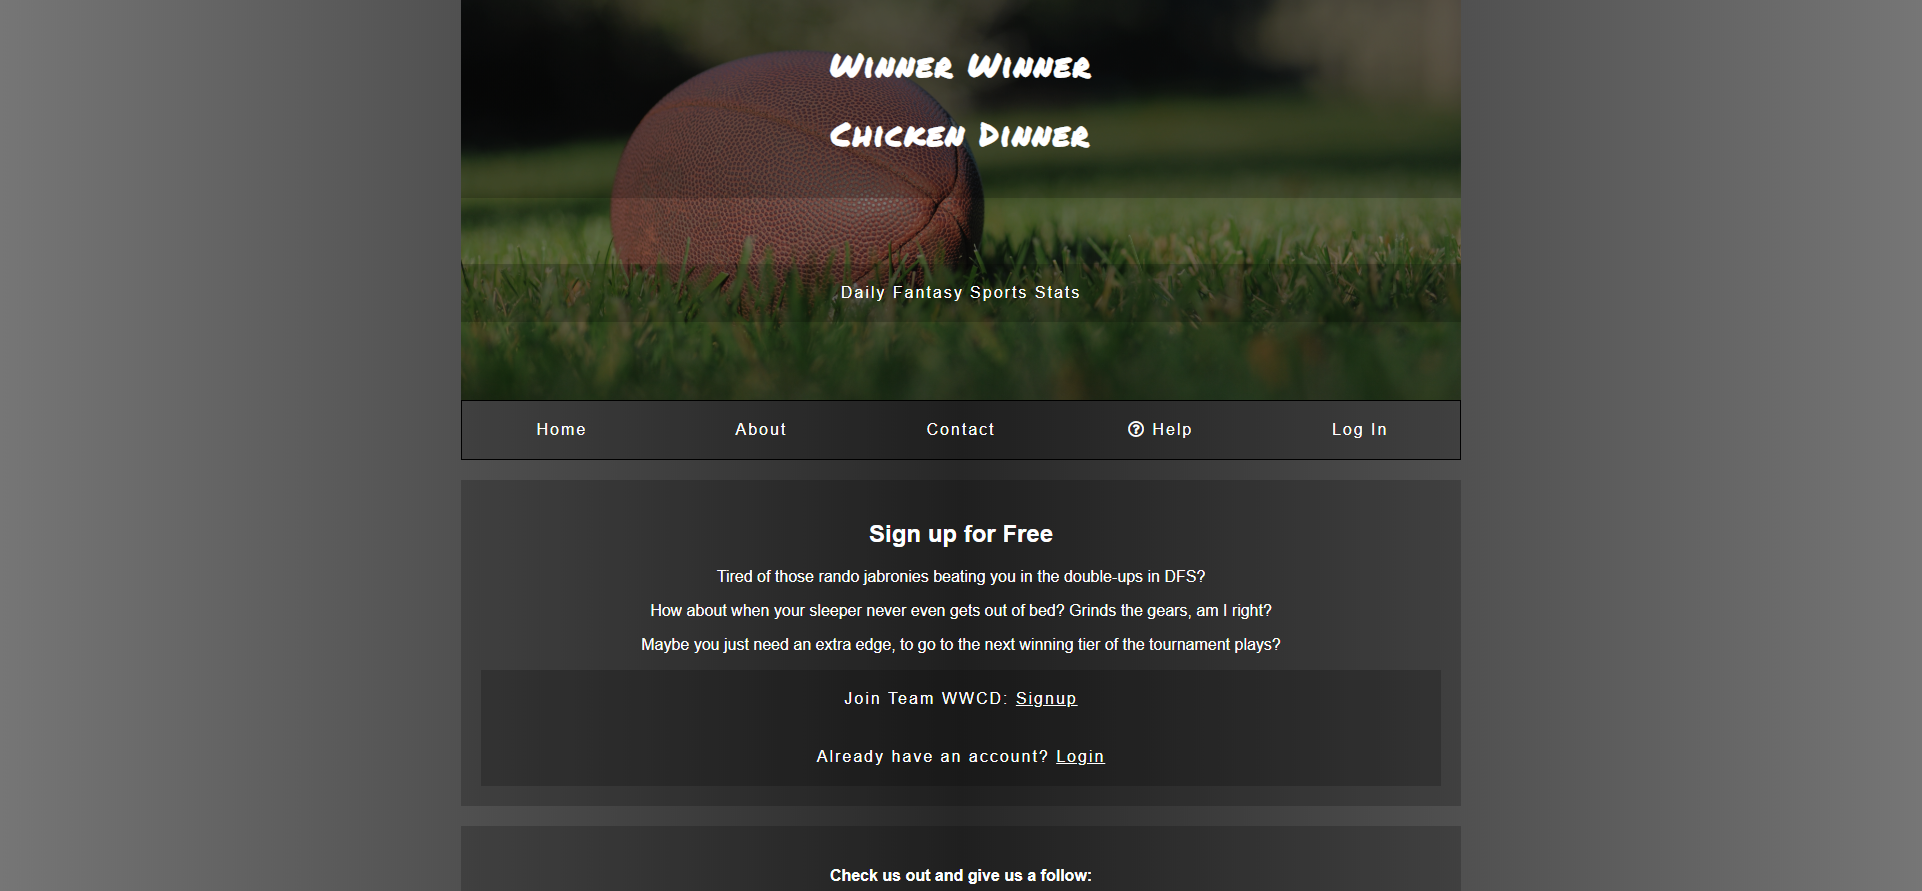 Winner Winner
Chicken Dinner
Daily Fantasy Sports Stats
Home About Contact Help Log In
Sign up for Free
Tired of those rando jabronies beating you in the double-ups in DFS?
How about when your sleeper never even gets out of bed? Grinds the gears, am I right?
Maybe you just need an extra edge, to go to the next winning tier of the tournament plays?
Join Team WWCD: Signup
Already have an account? Login
Check us out and give us a follow: